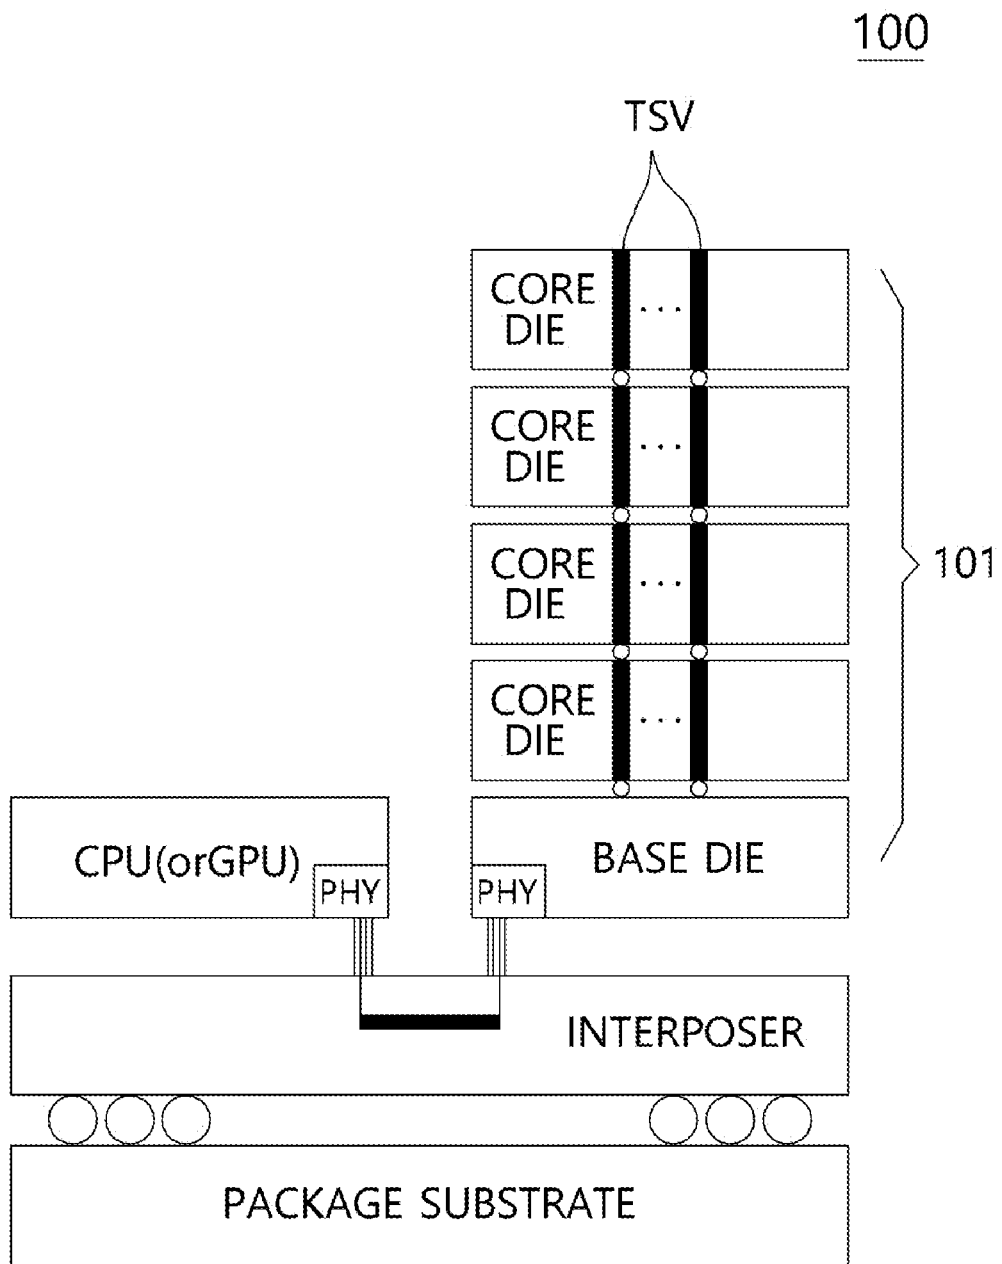 100
TSV
CORE
DIE
...
CORE
DIE
...
CORE
DIE
...
101
CORE
DIE
...
CPU(orGPU)
PHY
PHY
BASE DIE
INTERPOSER
PACKAGE SUBSTRATE